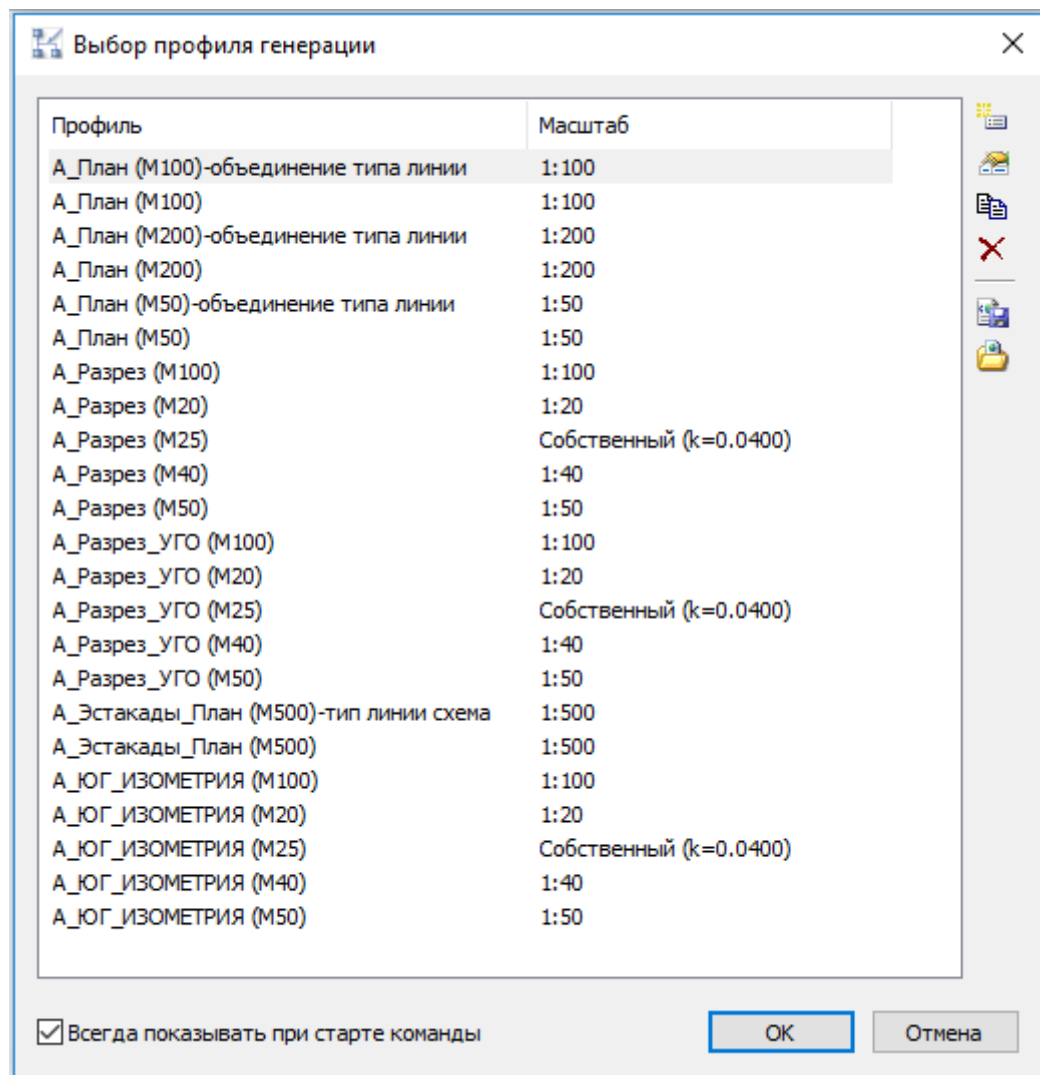 Выбор профиля генерации
Профиль Масштаб
А_План (М100)-объединение типа линии 1:100
А_План (М100) 1:100
А_План (М200)-объединение типа линии 1:200
А_План (М200) 1:200
А_План (М50)-объединение типа линии 1:50
А_План (М50) 1:50
А_Разрез (М100) 1:100
А_Разрез (М20) 1:20
А_Разрез (М25) Собственный (k=0.0400)
А_Разрез (М40) 1:40
А_Разрез (М50) 1:50
А_Разрез_УГО (М100) 1:100
А_Разрез_УГО (М20) 1:20
А_Разрез_УГО (М25) Собственный (k=0.0400)
А_Разрез_УГО (М40) 1:40
А_Разрез_УГО (М50) 1:50
А_Эстакады_План (М500)-тип линии схема 1:500
А_Эстакады_План (М500) 1:500
А_ЮГ_ИЗОМЕТРИЯ (М100) 1:100
А_ЮГ_ИЗОМЕТРИЯ (М20) 1:20
А_ЮГ_ИЗОМЕТРИЯ (М25) Собственный (k=0.0400)
А_ЮГ_ИЗОМЕТРИЯ (М40) 1:40
А_ЮГ_ИЗОМЕТРИЯ (М50) 1:50
Всегда показывать при старте команды OK Отмена